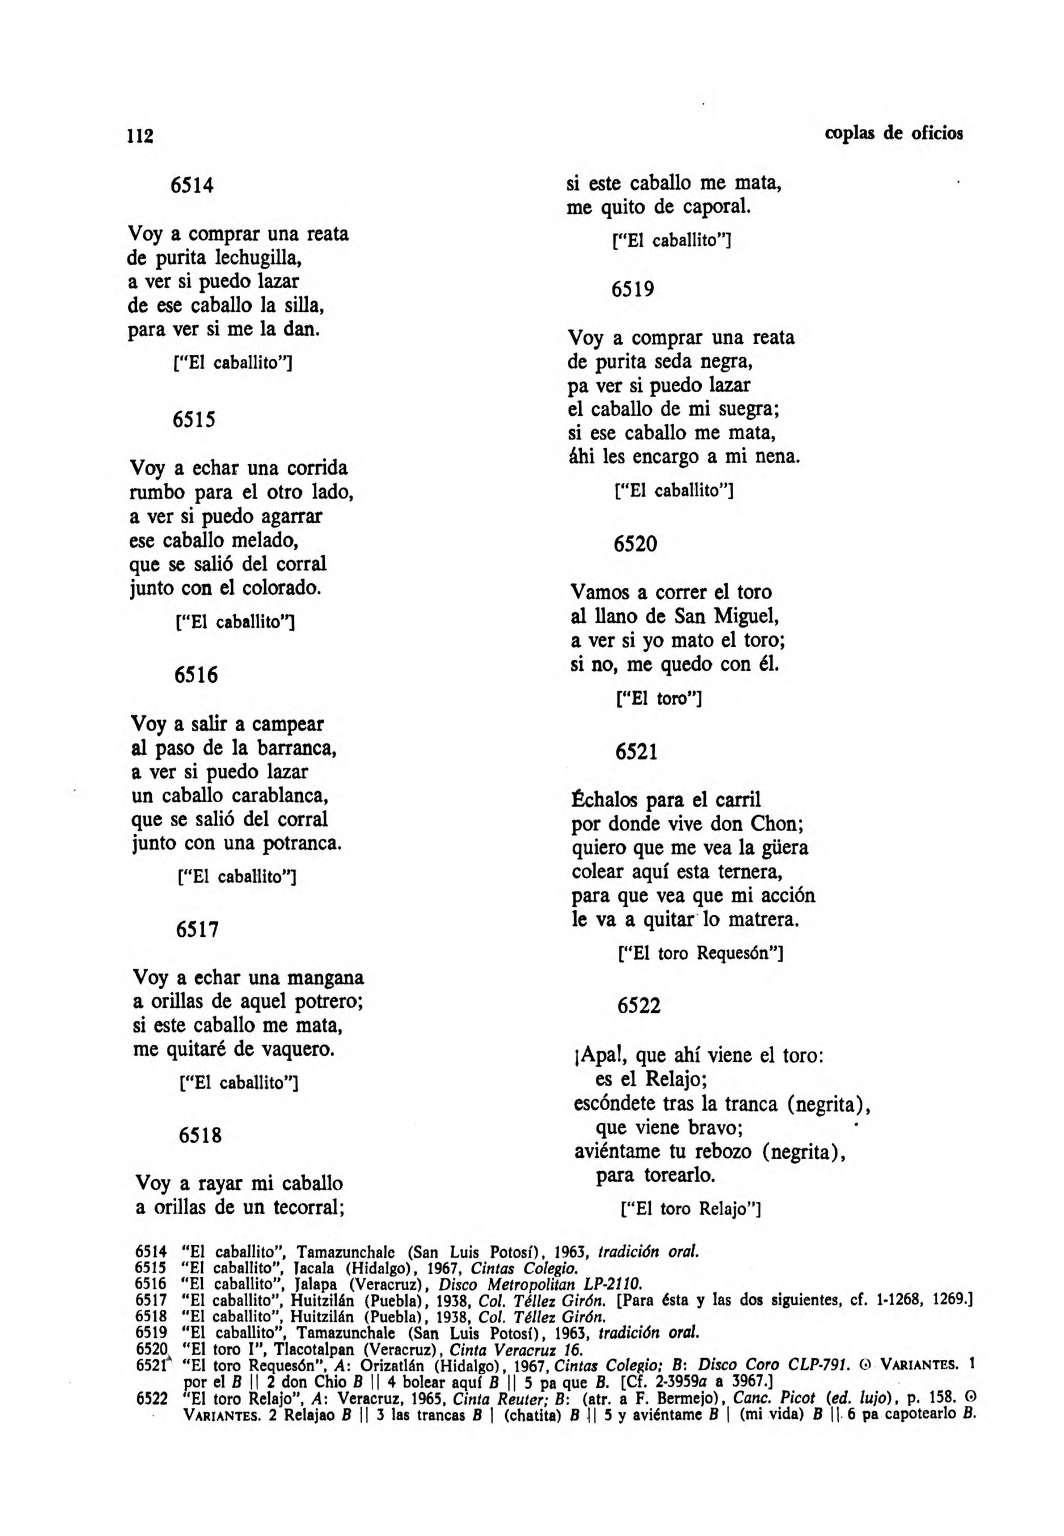 112
coplas de oficios
6514
Voy a comprar una reata
de purita lechugilla,
a ver si puedo lazar
de ese caballo la silla,
para ver si me la dan.
["El caballito"]
6515
Voy a echar una corrida
rumbo para el otro lado,
a ver si puedo agarrar
ese caballo melado,
que se salió del corral
junto con el colorado.
["El caballito"]
6516
Voy a salir a campear
al paso de la barranca,
a ver si puedo lazar
un caballo carablanca,
que se salió del corral
junto con una potranca.
["El caballito"]
6517
Voy a echar una mangana
a orillas de aquel potrero;
si este caballo me mata,
me quitaré de vaquero.
["El caballito"]
6518
Voy a rayar mi caballo
a orillas de un tecorral;
si este caballo me mata,
me quito de caporal.
["El caballito"]
6519
Voy a comprar una reata
de purita seda negra,
pa ver si puedo lazar
el caballo de mi suegra;
si ese caballo me mata,
áhi les encargo a mi nena.
["El caballito"]
6520
Vamos a correr el toro
al llano de San Miguel,
a ver si yo mato el toro;
si no, me quedo con él.
["El toro"]
6521
Échalos para el carril
por donde vive don Chon;
quiero que me vea la güera
colear aquí esta ternera,
para que vea que mi acción
le va a quitar lo matrera.
["El toro Requesón"]
6522
¡Apa!, que ahí viene el toro:
es el Relajo;
escóndete tras la tranca (negrita),
que viene bravo;
aviéntame tu rebozo (negrita),
para torearlo.
["El toro Relajo"]
6514 "El caballito", Tamazunchale (San Luis Potosí), 1963, tradición oral.
6515 "El caballito", Jacala (Hidalgo), 1967, Cintas Colegio.
6516 "El caballito", Jalapa (Veracruz), Disco Metropolitan LP-2110.
6517 "El caballito", Huitzilán (Puebla), 1938, Col. Téllez Girón. [Para ésta y las dos siguientes, cf. 1-1268, 1269.]
6518 "El caballito", Huitzilán (Puebla), 1938, Col. Téllez Girón.
6519 "El caballito", Tamazunchale (San Luis Potosí), 1963, tradición oral.
6520 "El toro I", Tlacotalpan (Veracruz), Cinta Veracruz 16.
6521 "El toro Requesón", A: Orizatlán (Hidalgo), 1967, Cintas Colegio; B: Disco Coro CLP-791. ⊙ VARIANTES. 1
por el B || 2 don Chio B || 4 bolear aquí B || 5 pa que B. [Cf. 2-3959a a 3967.]
6522 "El toro Relajo", A: Veracruz, 1965, Cinta Reuter; B: (atr. a F. Bermejo), Canc. Picot (ed. lujo), p. 158. ⊙
VARIANTES. 2 Relajao B || 3 las trancas B | (chatita) B || 5 y aviéntame B | (mi vida) B || 6 pa capotearlo B.